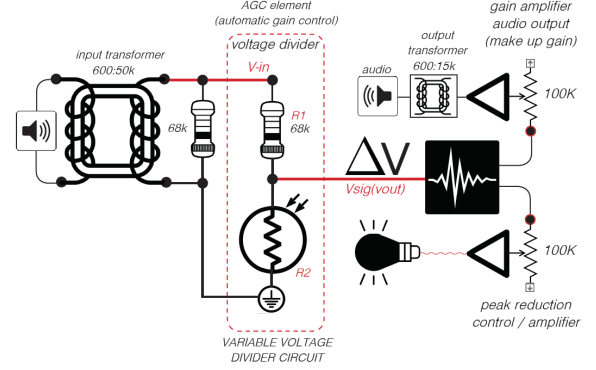 AGC element
(automatic gain control)
gain amplifier
audio output
(make up gain)
input transformer
600:50k
voltage divider
output
transformer
600:15k
V-in
audio
100K
68k
R1
68k
ΔV
Vsig(vout)
R2
100K
peak reduction
control / amplifier
VARIABLE VOLTAGE
DIVIDER CIRCUIT